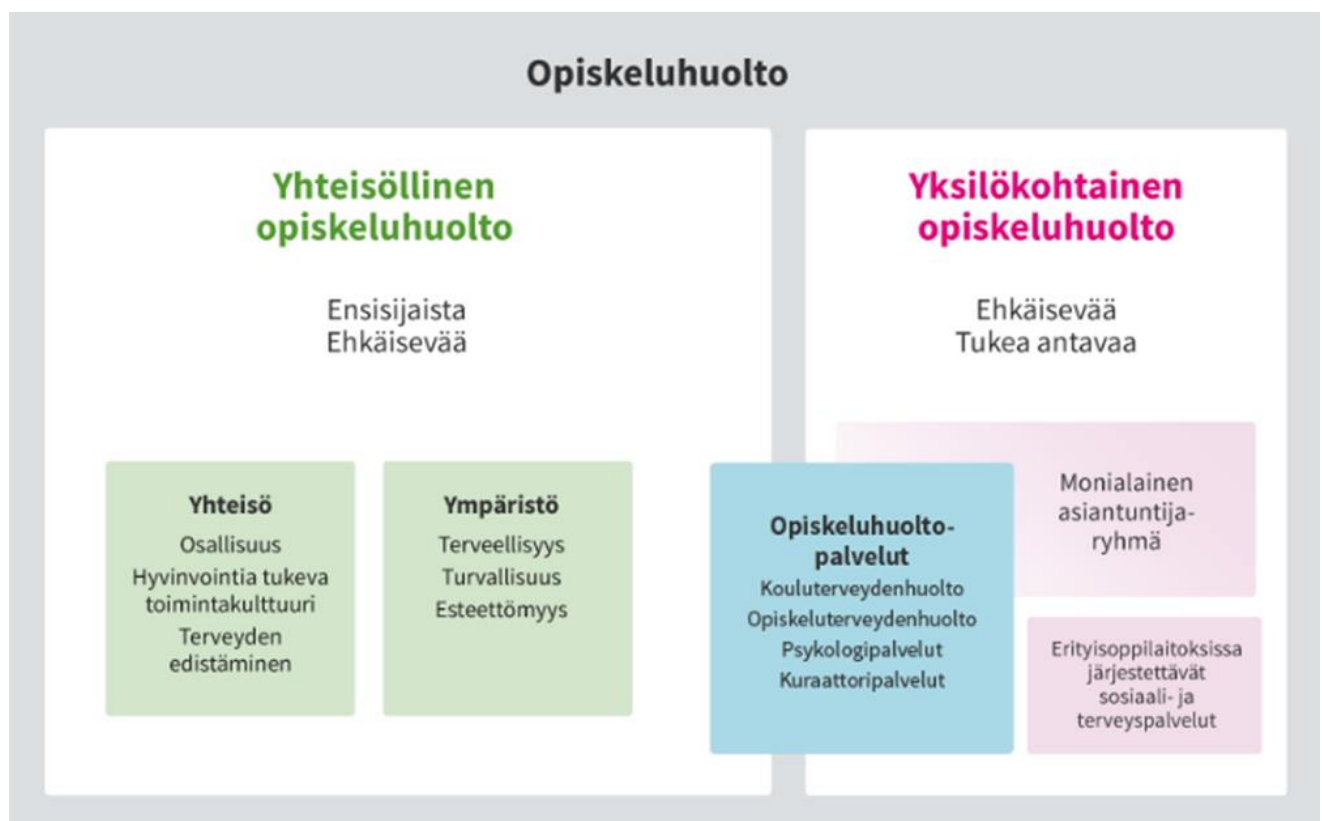 Opiskeluhuolto
Yhteisöllinen
opiskeluhuolto
Ensisijaista
Ehkäisevää
Yhteisö
Osallisuus
Hyvinvointia tukeva
toimintakulttuuri
Terveyden
edistäminen
Ympäristö
Terveellisyys
Turvallisuus
Esteettömyys
Opiskeluhuolto-
palvelut
Kouluterveydenhuolto
Opiskeluterveydenhuolto
Psykologipalvelut
Kuraattoripalvelut
Yksilökohtainen
opiskeluhuolto
Ehkäisevää
Tukea antavaa
Monialainen
asiantuntija-
ryhmä
Erityisoppilaitoksissa
järjestettävät
sosiaali- ja
terveyspalvelut